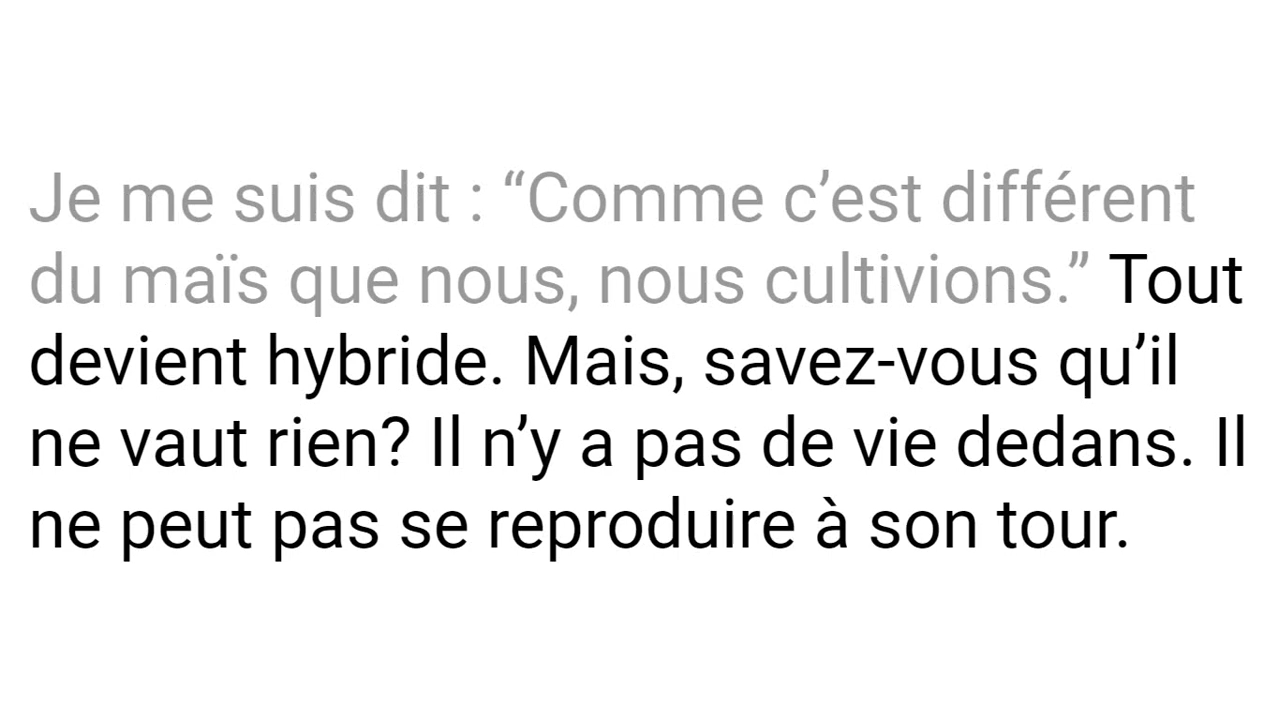 Je me suis dit : “Comme c’est différent
du maïs que nous, nous cultivions.” Tout
devient hybride. Mais, savez-vous qu’il
ne vaut rien? Il n’y a pas de vie dedans. Il
ne peut pas se reproduire à son tour.